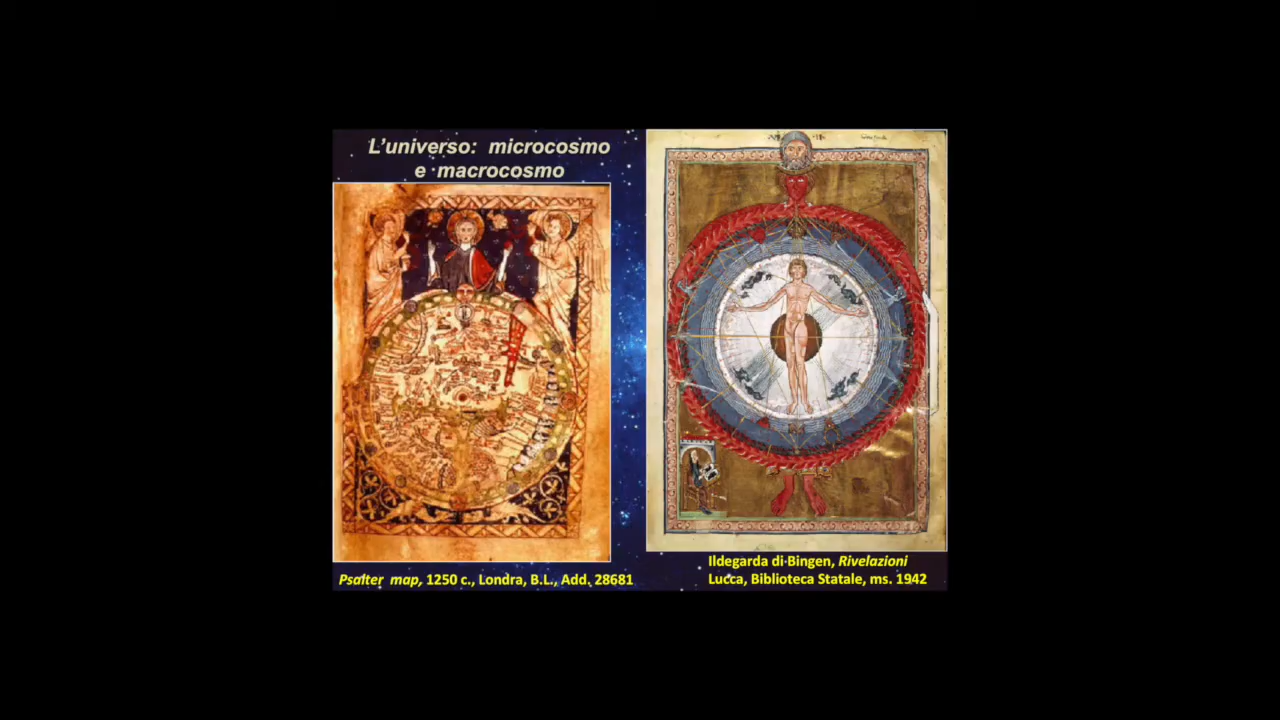 L'universo: microcosmo
e macrocosmo
Psalter map, 1250 c., Londra, B.L., Add. 28681
Ildegarda di Bingen, Rivelazioni
Lucca, Biblioteca Statale, ms. 1942